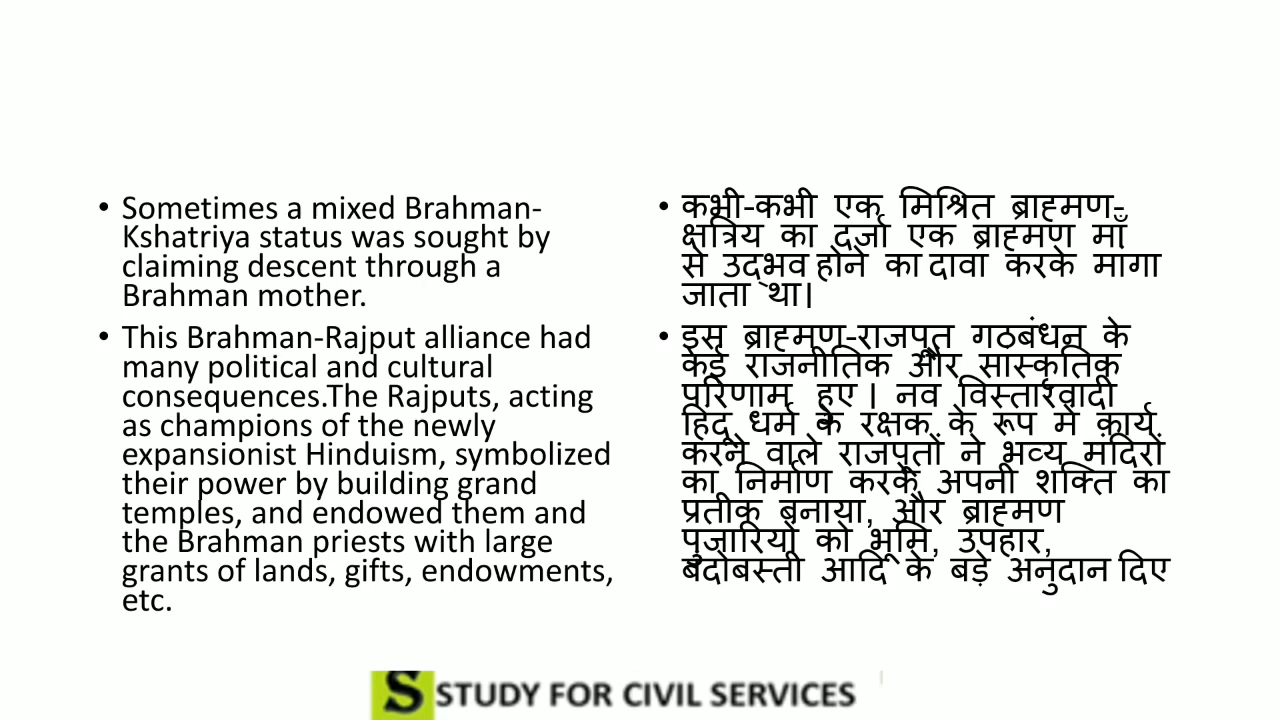 • Sometimes a mixed Brahman-
Kshatriya status was sought by
claiming descent through a
Brahman mother.
• This Brahman-Rajput alliance had
many political and cultural
consequences.The Rajputs, acting
as champions of the newly
expansionist Hinduism, symbolized
their power by building grand
temples, and endowed them and
the Brahman priests with large
grants of lands, gifts, endowments,
etc.
• कभी-कभी एक मिश्रित ब्राह्मण-
क्षत्रिय का दर्जा एक ब्राह्मण माँ
से उद्भव होने का दावा करके मांगा
जाता था।
• इस ब्राह्मण-राजपूत गठबंधन के
कई राजनीतिक और सांस्कृतिक
परिणाम हुए । नव विस्तारवादी
हिंदू धर्म के रक्षक के रूप में कार्य
करने वाले राजपूतों ने भव्य मंदिरों
का निर्माण करके अपनी शक्ति का
प्रतीक बनाया, और ब्राह्मण
पुजारियों को भूमि, उपहार,
बंदोबस्ती आदि के बड़े अनुदान दिए
S STUDY FOR CIVIL SERVICES